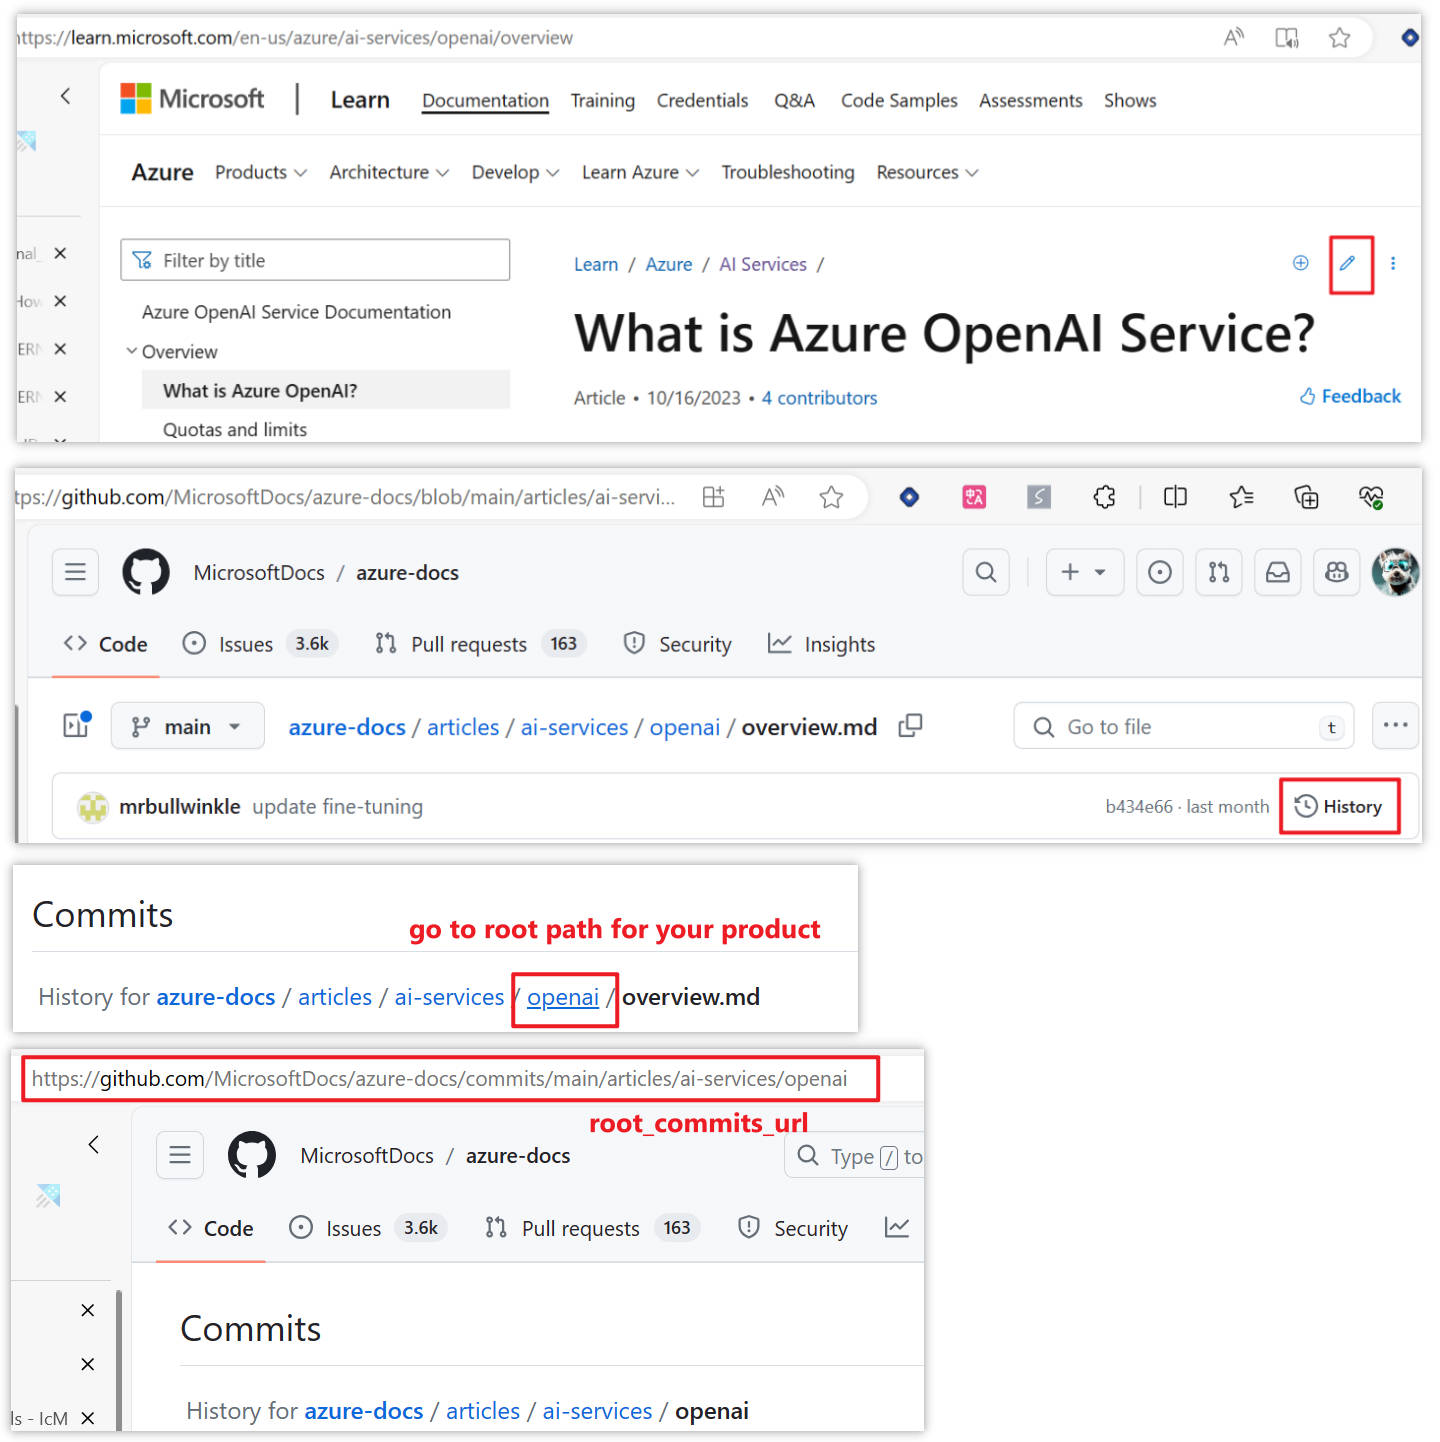 ttps://learn.microsoft.com/en-us/azure/ai-services/openai/overview
Microsoft | Learn Documentation Training Credentials Q&A Code Samples Assessments Shows
Azure Products Architecture Develop Learn Azure Troubleshooting Resources
nal_
Filter by title
Learn / Azure / AI Services /
How
Azure OpenAI Service Documentation
What is Azure OpenAI Service?
Overview
What is Azure OpenAI?
Article • 10/16/2023 • 4 contributors
Feedback
Quotas and limits
tps://github.com/MicrosoftDocs/azure-docs/blob/main/articles/ai-servi...
MicrosoftDocs / azure-docs
Code Issues 3.6k Pull requests 163 Security Insights
main azure-docs / articles / ai-services / openai / overview.md Go to file t
mrbullwinkle update fine-tuning b434e66 · last month History
Commits
go to root path for your product
History for azure-docs / articles / ai-services / openai / overview.md
https://github.com/MicrosoftDocs/azure-docs/commits/main/articles/ai-services/openai
root_commits_url
MicrosoftDocs / azure-docs Type / to
Code Issues 3.6k Pull requests 163 Security
Commits
History for azure-docs / articles / ai-services / openai
ls - IcM